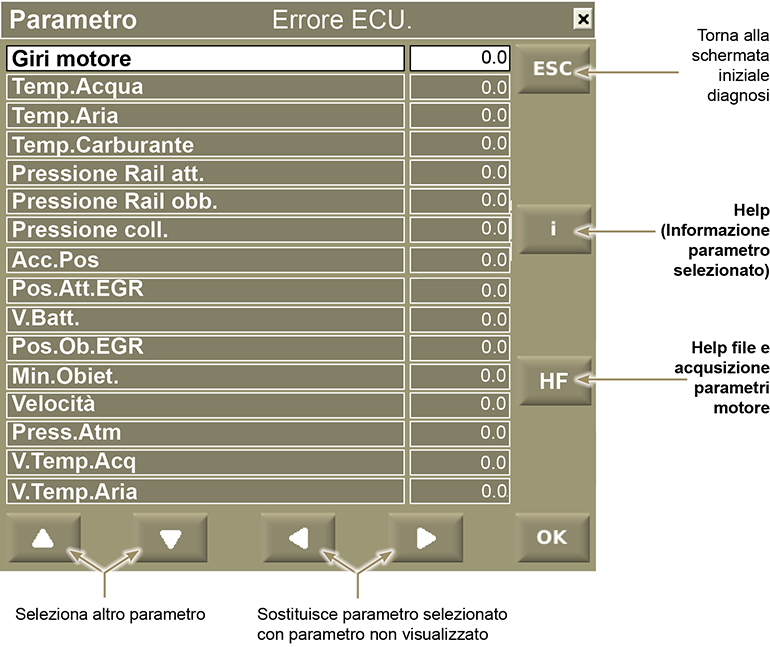 Parametro Errore ECU.
Giri motore 0.0
Temp.Acqua 0.0
Temp.Aria 0.0
Temp.Carburante 0.0
Pressione Rail att. 0.0
Pressione Rail obb. 0.0
Pressione coll. 0.0
Acc.Pos 0.0
Pos.Att.EGR 0.0
V.Batt. 0.0
Pos.Ob.EGR 0.0
Min.Obiet. 0.0
Velocità 0.0
Press.Atm 0.0
V.Temp.Acq 0.0
V.Temp.Aria 0.0
ESC
i
HF
OK
Torna alla
schermata
iniziale
diagnosi
Help
(Informazione
parametro
selezionato)
Help file e
acqusizione
parametri
motore
Seleziona altro parametro
Sostituisce parametro selezionato
con parametro non visualizzato